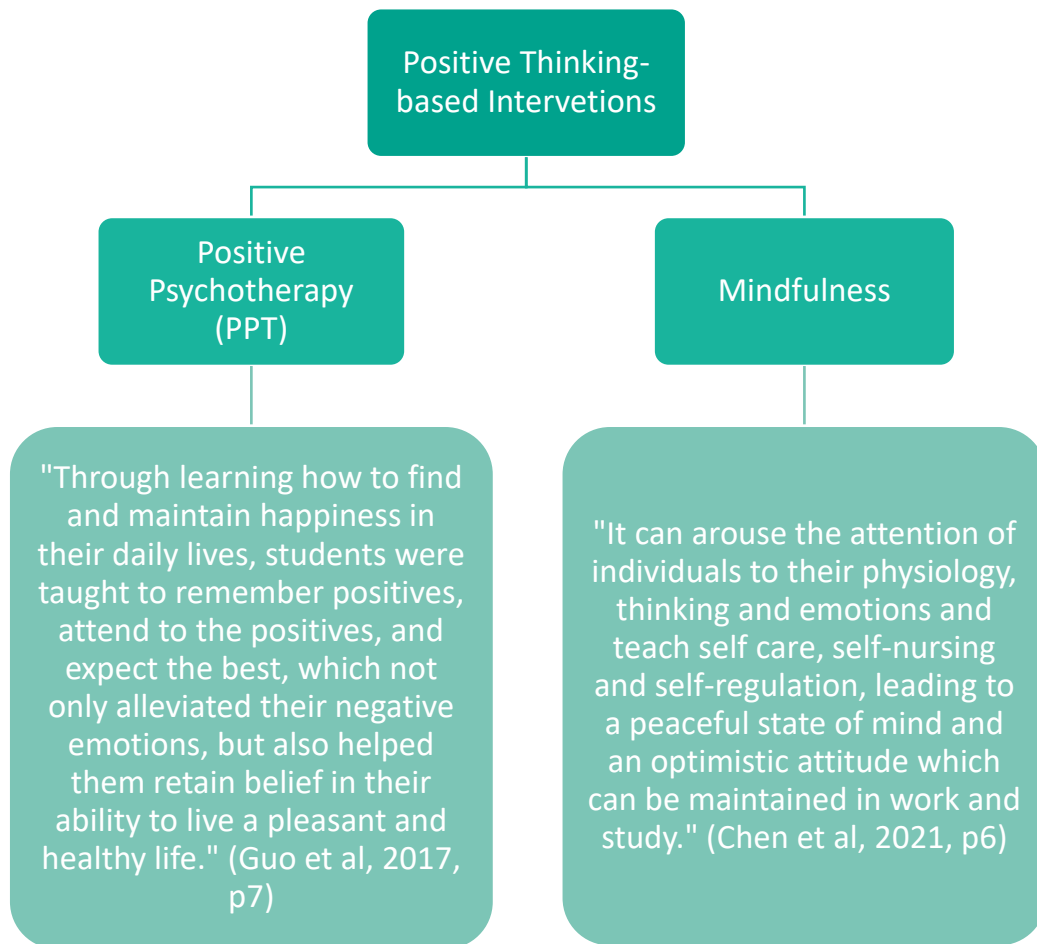 Positive Thinking-
based Intervetions
Positive
Psychotherapy
(PPT)
Mindfulness
"Through learning how to find
and maintain happiness in
their daily lives, students were
taught to remember positives,
attend to the positives, and
expect the best, which not
only alleviated their negative
emotions, but also helped
them retain belief in their
ability to live a pleasant and
healthy life." (Guo et al, 2017,
p7)
"It can arouse the attention of
individuals to their physiology,
thinking and emotions and
teach self care, self-nursing
and self-regulation, leading to
a peaceful state of mind and
an optimistic attitude which
can be maintained in work and
study." (Chen et al, 2021, p6)